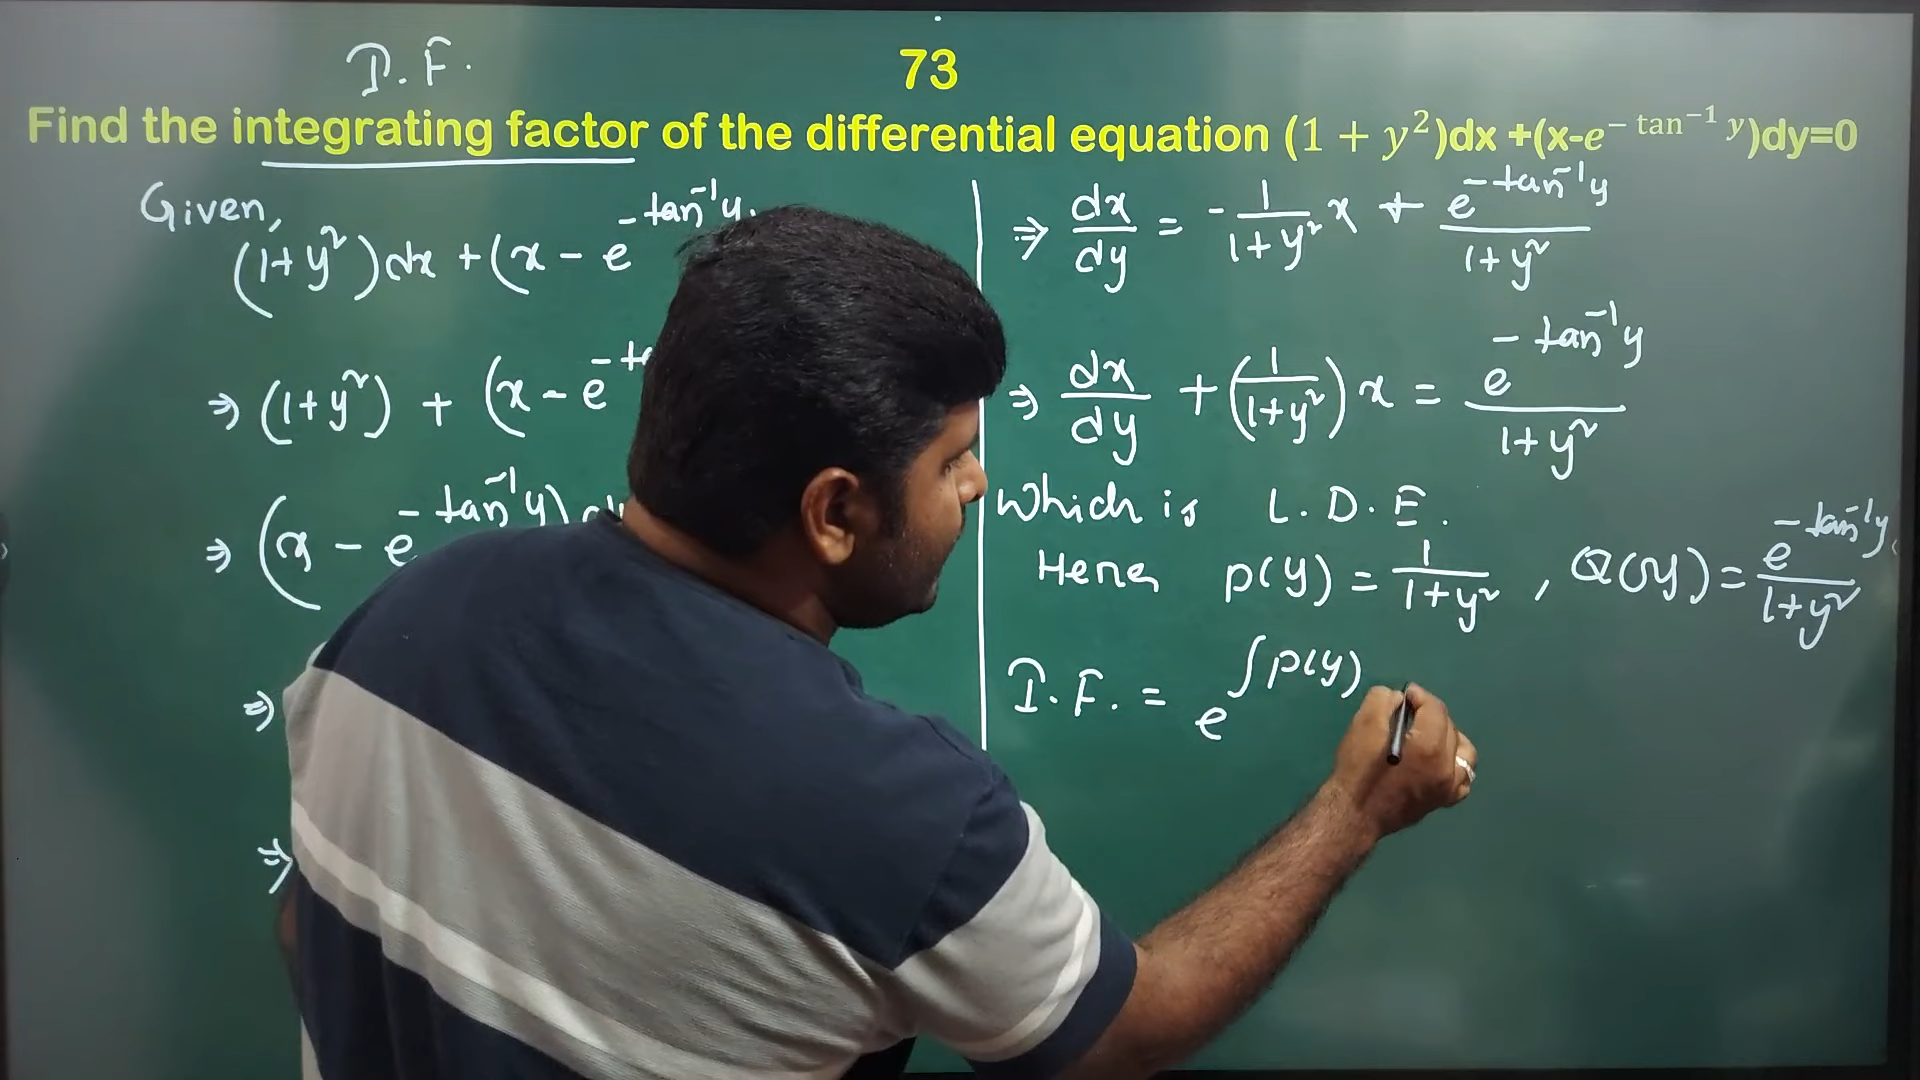 I.F.
73
Find the integrating factor of the differential equation (1 + y²)dx +(x-e^(- tan⁻¹ y))dy=0
Given,
(1+y²)dx +(x - e^(-tan⁻¹y)
⇒ (1+y²) + (x - e
⇒ (x - e^(-tan⁻¹y))
⇒
⇒
⇒ dx/dy = - 1/(1+y²) x + e^(-tan⁻¹y)/(1+y²)
⇒ dx/dy + (1/(1+y²)) x = e^(-tan⁻¹y)/(1+y²)
Which is L.D.E.
Here, P(y) = 1/(1+y²) , Q(y) = e^(-tan⁻¹y)/(1+y²)
I.F. = e^(∫P(y)